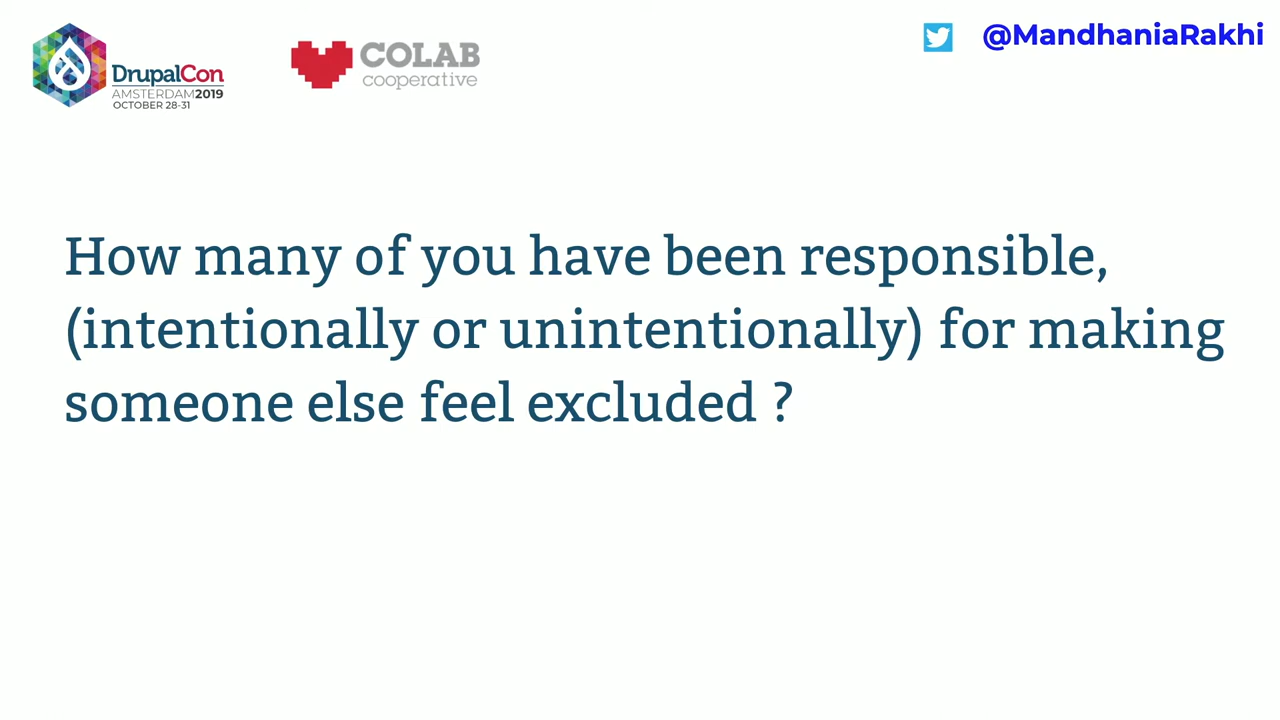 DrupalCon
AMSTERDAM2019
OCTOBER 28-31
COLAB
cooperative
@MandhaniaRakhi
How many of you have been responsible,
(intentionally or unintentionally) for making
someone else feel excluded ?